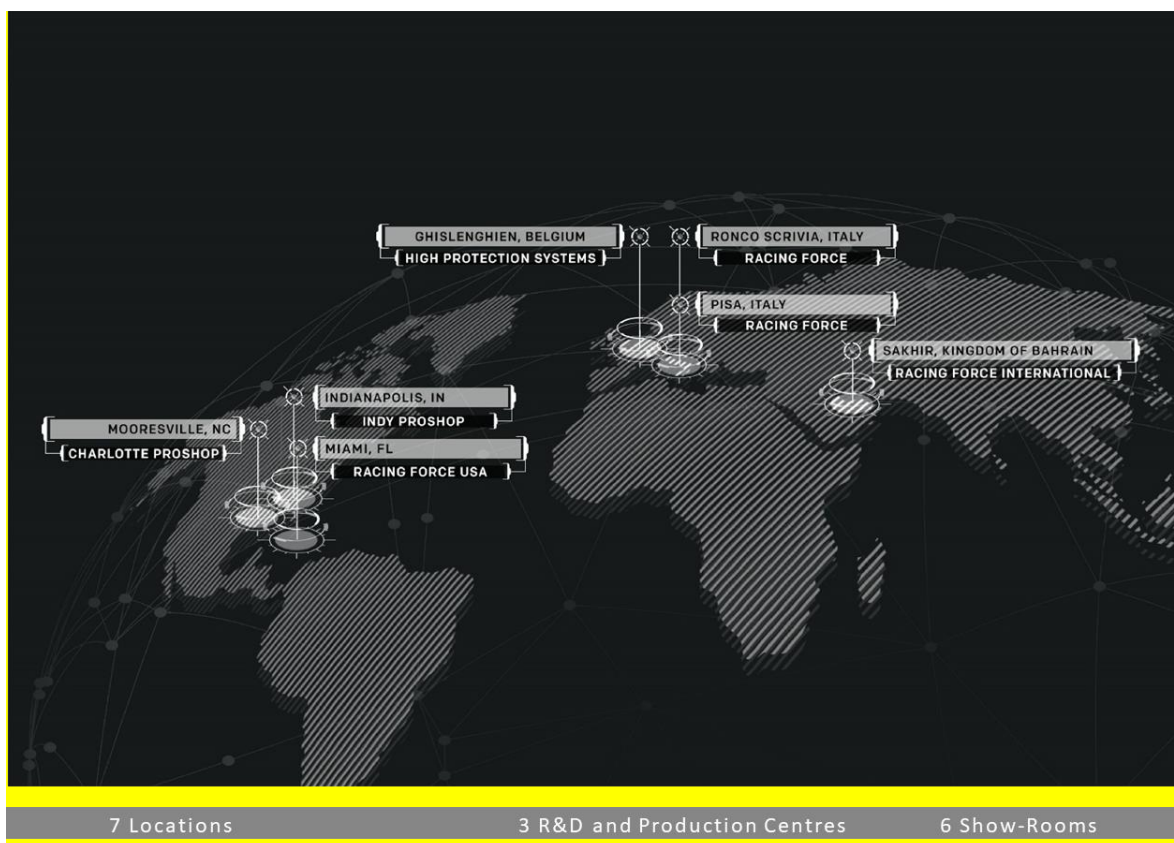 GHISLENGHIEN, BELGIUM
HIGH PROTECTION SYSTEMS
RONCO SCRIVIA, ITALY
RACING FORCE
PISA, ITALY
RACING FORCE
SAKHIR, KINGDOM OF BAHRAIN
RACING FORCE INTERNATIONAL
INDIANAPOLIS, IN
INDY PROSHOP
MOORESVILLE, NC
CHARLOTTE PROSHOP
MIAMI, FL
RACING FORCE USA
7 Locations
3 R&D and Production Centres
6 Show-Rooms